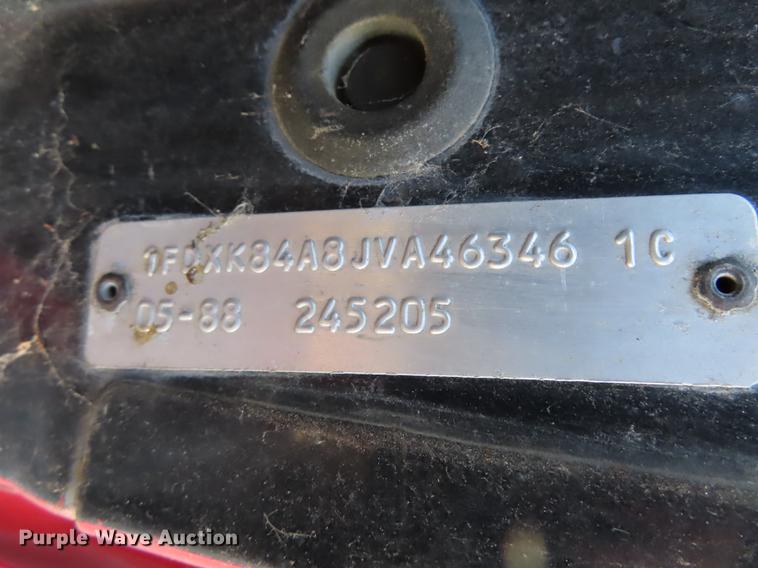 1FDXK84A8JVA46346 1C
05-88 245205
Purple Wave Auction